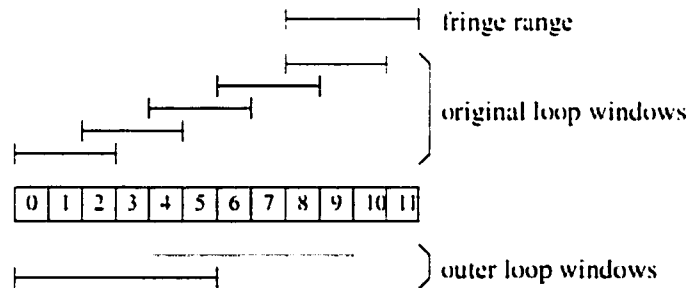 fringe range
original loop windows
0 1 2 3 4 5 6 7 8 9 10 11
outer loop windows